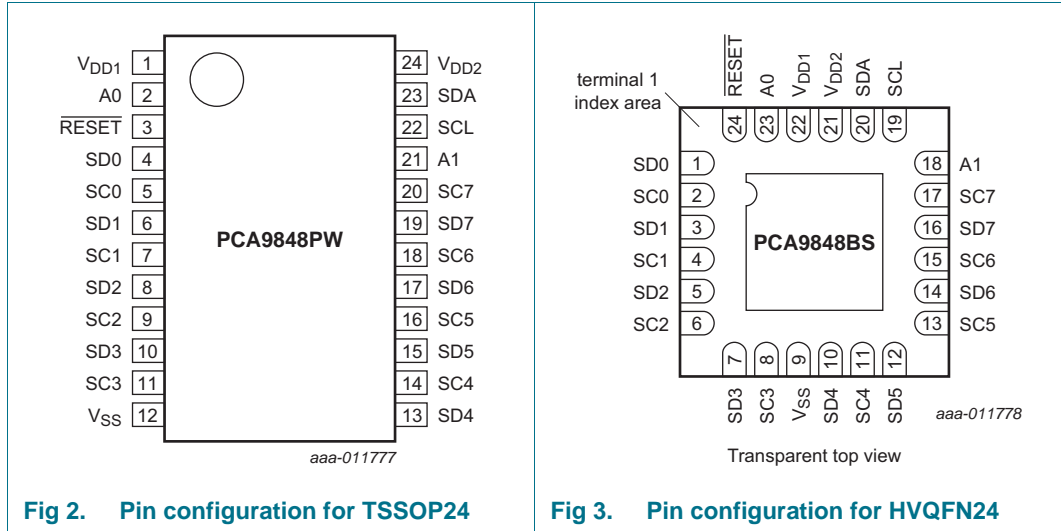 VDD1 1 24 VDD2
A0 2 23 SDA
RESET 3 22 SCL
SD0 4 21 A1
SC0 5 20 SC7
SD1 6 19 SD7
PCA9848PW
SC1 7 18 SC6
SD2 8 17 SD6
SC2 9 16 SC5
SD3 10 15 SD5
SC3 11 14 SC4
VSS 12 13 SD4
aaa-011777
Fig 2. Pin configuration for TSSOP24
terminal 1
index area
RESET A0 VDD1 VDD2 SDA SCL
24 23 22 21 20 19
SD0 1 18 A1
SC0 2 17 SC7
SD1 3 16 SD7
PCA9848BS
SC1 4 15 SC6
SD2 5 14 SD6
SC2 6 13 SC5
7 8 9 10 11 12
SD3 SC3 VSS SD4 SC4 SD5
aaa-011778
Transparent top view
Fig 3. Pin configuration for HVQFN24